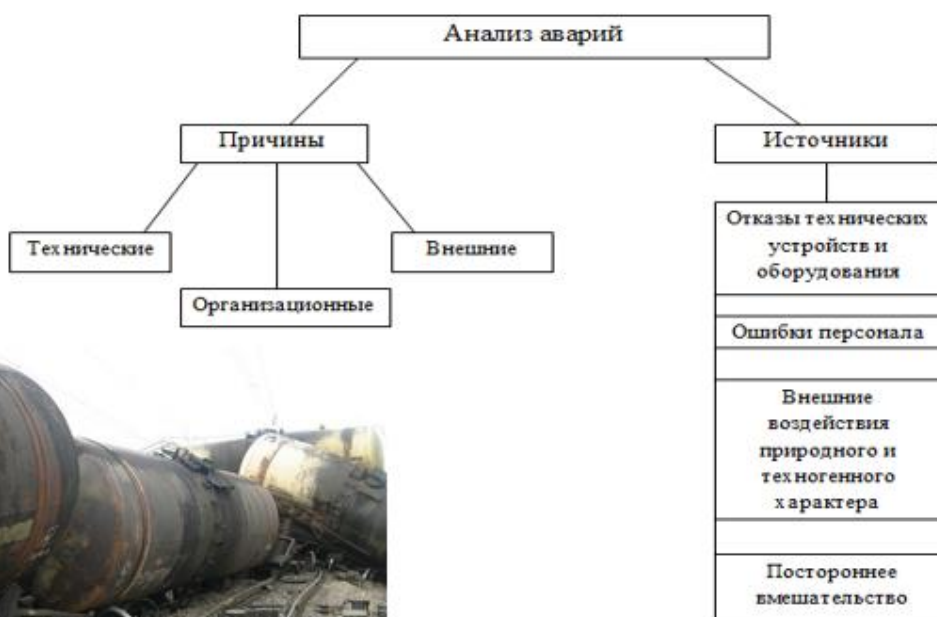 Анализ аварий
Причины
Источники
Технические
Внешние
Организационные
Отказы технических
устройств и
оборудования
Ошибки персонала
Внешние
воздействия
природного и
техногенного
характера
Постороннее
вмешательство